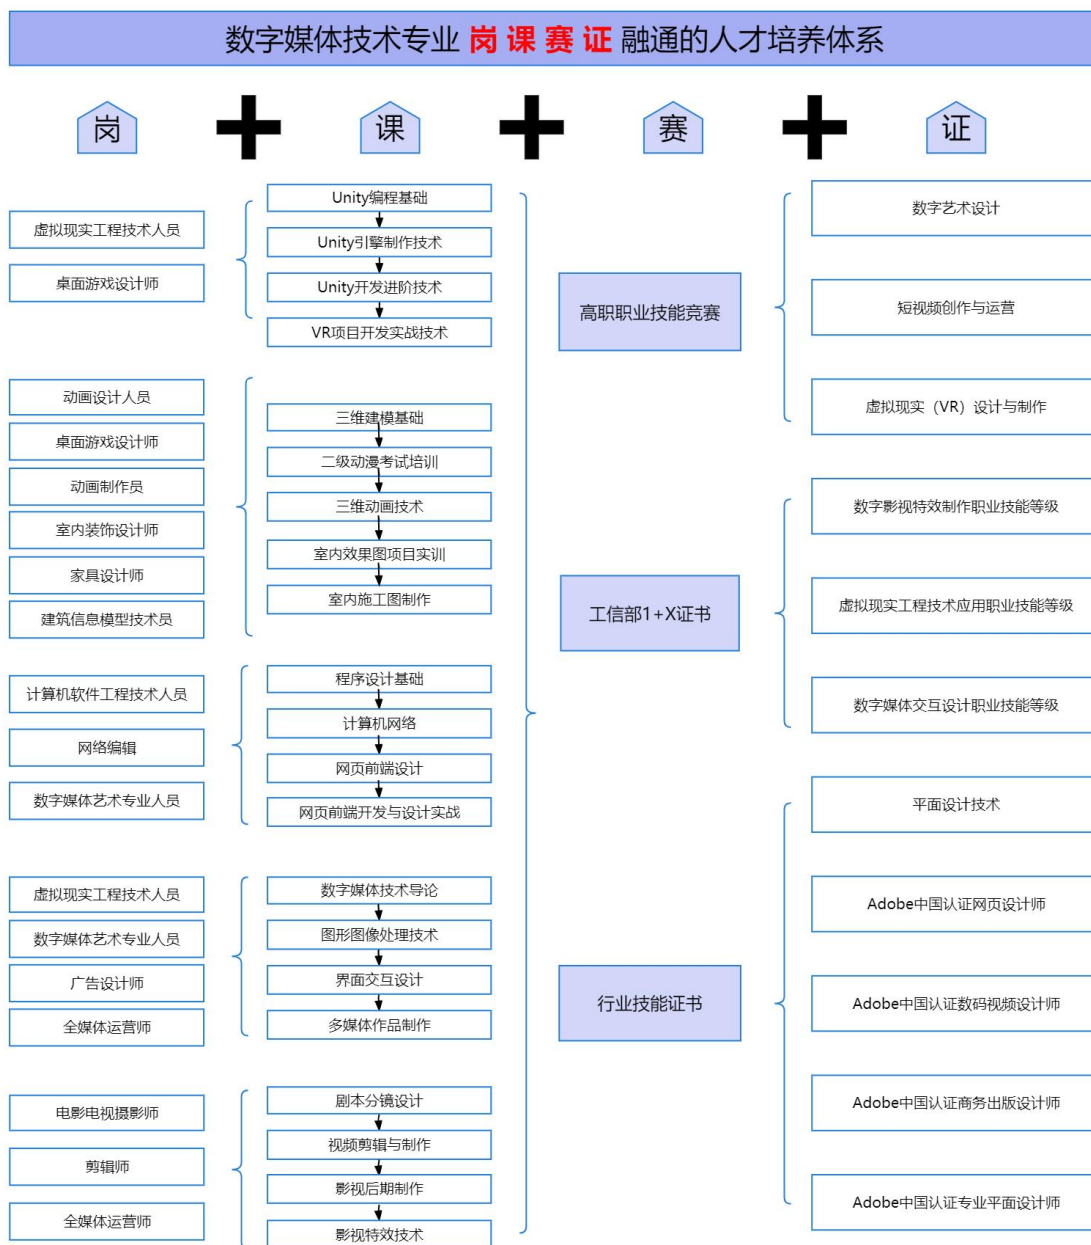 数字媒体技术专业 岗 课 赛 证 融通的人才培养体系
岗
课
赛
证
虚拟现实工程技术人员
桌面游戏设计师
Unity编程基础
Unity引擎制作技术
Unity开发进阶技术
VR项目开发实战技术
动画设计人员
桌面游戏设计师
动画制作员
室内装饰设计师
家具设计师
建筑信息模型技术员
三维建模基础
二级动漫考试培训
三维动画技术
室内效果图项目实训
室内施工图制作
计算机软件工程技术人员
网络编辑
数字媒体艺术专业人员
程序设计基础
计算机网络
网页前端设计
网页前端开发与设计实战
虚拟现实工程技术人员
数字媒体艺术专业人员
广告设计师
全媒体运营师
数字媒体技术导论
图形图像处理技术
界面交互设计
多媒体作品制作
电影电视摄影师
剪辑师
全媒体运营师
剧本分镜设计
视频剪辑与制作
影视后期制作
影视特效技术
高职职业技能竞赛
数字艺术设计
短视频创作与运营
虚拟现实（VR）设计与制作
工信部1+X证书
数字影视特效制作职业技能等级
虚拟现实工程技术应用职业技能等级
数字媒体交互设计职业技能等级
行业技能证书
平面设计技术
Adobe中国认证网页设计师
Adobe中国认证数码视频设计师
Adobe中国认证商务出版设计师
Adobe中国认证专业平面设计师